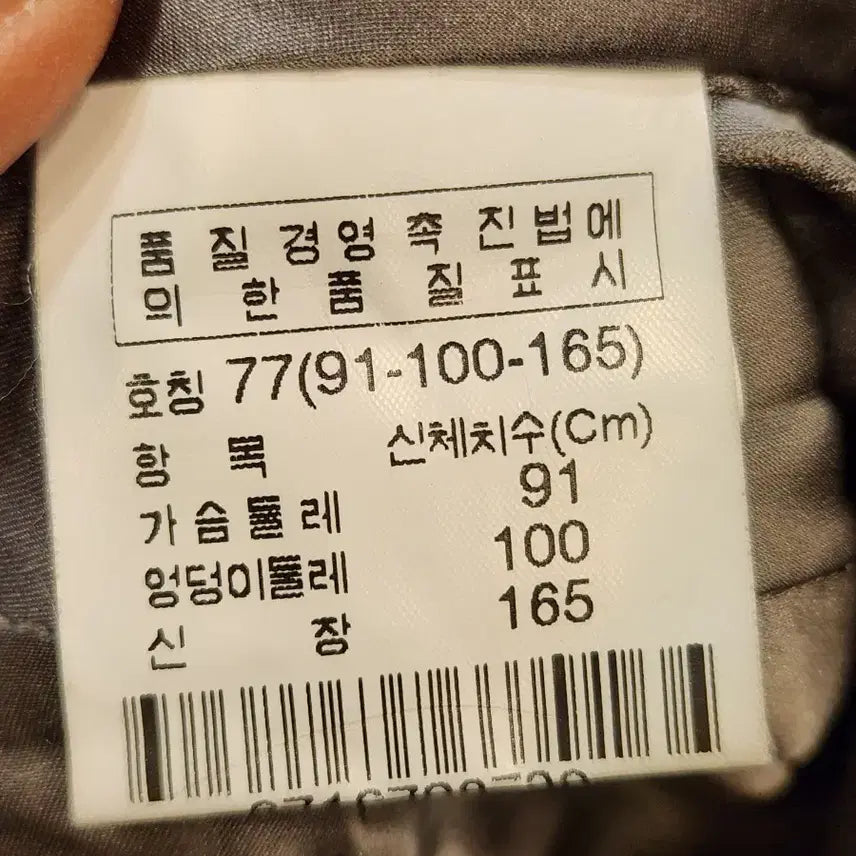 품 질 경 영 촉 진 법 에
의 한 품 질 표 시
호칭 77(91-100-165)
항 목 신체치수(Cm)
가 슴 둘 레 91
엉덩이둘레 100
신 장 165